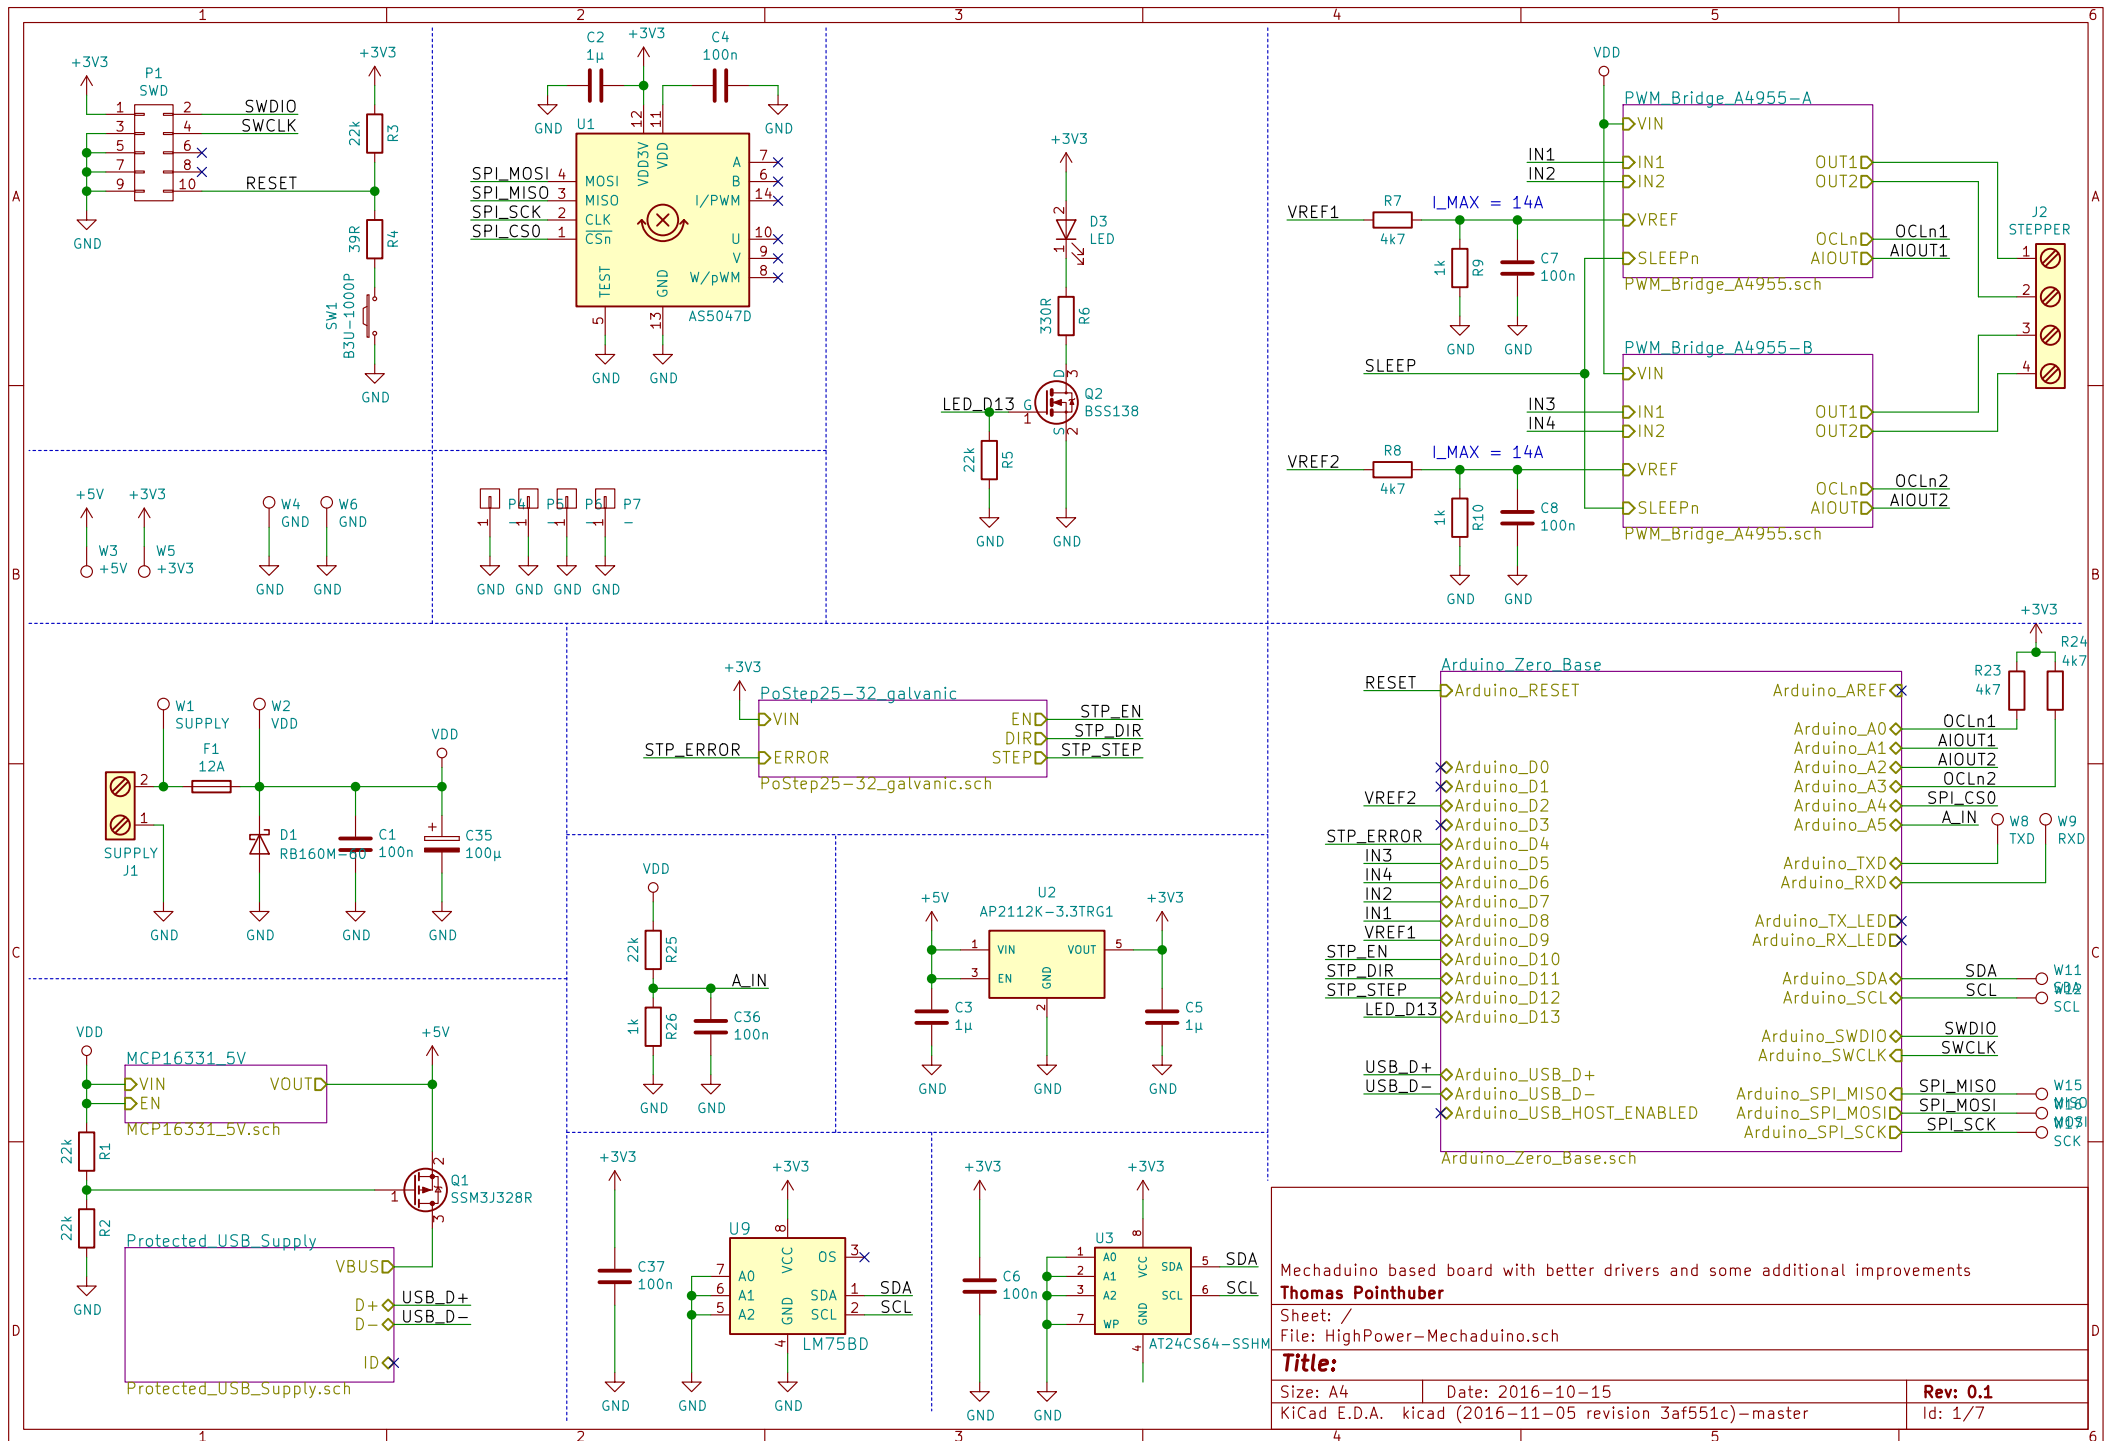 1 2 3 4 5 6
A
B
C
D
+3V3
P1
SWD
1 2 SWDIO
3 4 SWCLK
5 6
7 8
9 10 RESET
GND
+3V3
22k R3
39R R4
SW1
B3U-1000P
GND
C2
1µ
+3V3
C4
100n
GND
GND
U1
12 11
VDD3V VDD
SPI_MOSI 4 MOSI
SPI_MISO 3 MISO
SPI_SCK 2 CLK
SPI_CS0 1 CSn
A 7
B 6
I/PWM 14
U 10
V 9
W/pWM 8
TEST GND
5 13
AS5047D
GND GND
+3V3
2
D3
LED
1
330R R6
D 3
Q2
BSS138
LED_D13 G 1
S 2
22k R5
GND GND
VDD
PWM_Bridge_A4955-A
VIN
IN1 IN1
IN2 IN2
VREF
SLEEPn
OUT1
OUT2
OCLn OCLn1
AIOUT AIOUT1
PWM_Bridge_A4955.sch
VREF1
R7
4k7
I_MAX = 14A
1k R9
C7
100n
GND GND
J2
STEPPER
1
2
3
4
SLEEP
PWM_Bridge_A4955-B
VIN
IN3 IN1
IN4 IN2
VREF
SLEEPn
OUT1
OUT2
OCLn OCLn2
AIOUT AIOUT2
PWM_Bridge_A4955.sch
VREF2
R8
4k7
I_MAX = 14A
1k R10
C8
100n
GND GND
+5V +3V3
W3
+5V
W5
+3V3
W4
GND
W6
GND
GND GND
P4 P5 P6 P7
- - - -
1 1 1 1
GND GND GND GND
W1
SUPPLY
W2
VDD
VDD
F1
12A
2
1
SUPPLY
J1
D1
RB160M-60
C1
100n
+
C35
100µ
GND GND GND GND
+3V3
PoStep25-32_galvanic
VIN
STP_ERROR ERROR
EN STP_EN
DIR STP_DIR
STEP STP_STEP
PoStep25-32_galvanic.sch
VDD
22k R25
A_IN
1k R26
C36
100n
GND GND
+5V
U2
AP2112K-3.3TRG1
+3V3
1 VIN VOUT 5
3 EN
GND
2
C3
1µ
C5
1µ
GND GND GND
+3V3
R23
4k7
R24
4k7
Arduino_Zero_Base
RESET Arduino_RESET
Arduino_D0
Arduino_D1
VREF2 Arduino_D2
Arduino_D3
STP_ERROR Arduino_D4
IN3 Arduino_D5
IN4 Arduino_D6
IN2 Arduino_D7
IN1 Arduino_D8
VREF1 Arduino_D9
STP_EN Arduino_D10
STP_DIR Arduino_D11
STP_STEP Arduino_D12
LED_D13 Arduino_D13
USB_D+ Arduino_USB_D+
USB_D- Arduino_USB_D-
Arduino_USB_HOST_ENABLED
Arduino_AREF
Arduino_A0 OCLn1
Arduino_A1 AIOUT1
Arduino_A2 AIOUT2
Arduino_A3 OCLn2
Arduino_A4 SPI_CS0
Arduino_A5 A_IN
W8
TXD
W9
RXD
Arduino_TXD
Arduino_RXD
Arduino_TX_LED
Arduino_RX_LED
Arduino_SDA SDA
Arduino_SCL SCL
W11
SCL
Arduino_SWDIO SWDIO
Arduino_SWCLK SWCLK
Arduino_SPI_MISO SPI_MISO
Arduino_SPI_MOSI SPI_MOSI
Arduino_SPI_SCK SPI_SCK
W15
SCK
Arduino_Zero_Base.sch
VDD
MCP16331_5V
VIN VOUT
EN
MCP16331_5V.sch
+5V
22k R1
22k R2
GND
2
1
Q1
SSM3J328R
3
Protected_USB_Supply
VBUS
D+ USB_D+
D- USB_D-
ID
Protected_USB_Supply.sch
+3V3
C37
100n
GND
+3V3
U9
8
VCC
OS 3
7 A0
6 A1
5 A2
SDA 1 SDA
SCL 2 SCL
GND
4
LM75BD
GND GND
+3V3
C6
100n
GND
+3V3
U3
8
VCC
1 A0
2 A1
3 A2
7 WP
SDA 5 SDA
SCL 6 SCL
GND
4
AT24CS64-SSHM
GND
Mechaduino based board with better drivers and some additional improvements
Thomas Pointhuber
Sheet: /
File: HighPower-Mechaduino.sch
Title:
Size: A4 Date: 2016-10-15 Rev: 0.1
KiCad E.D.A. kicad (2016-11-05 revision 3af551c)-master Id: 1/7
A
B
C
D
1 2 3 4 5 6